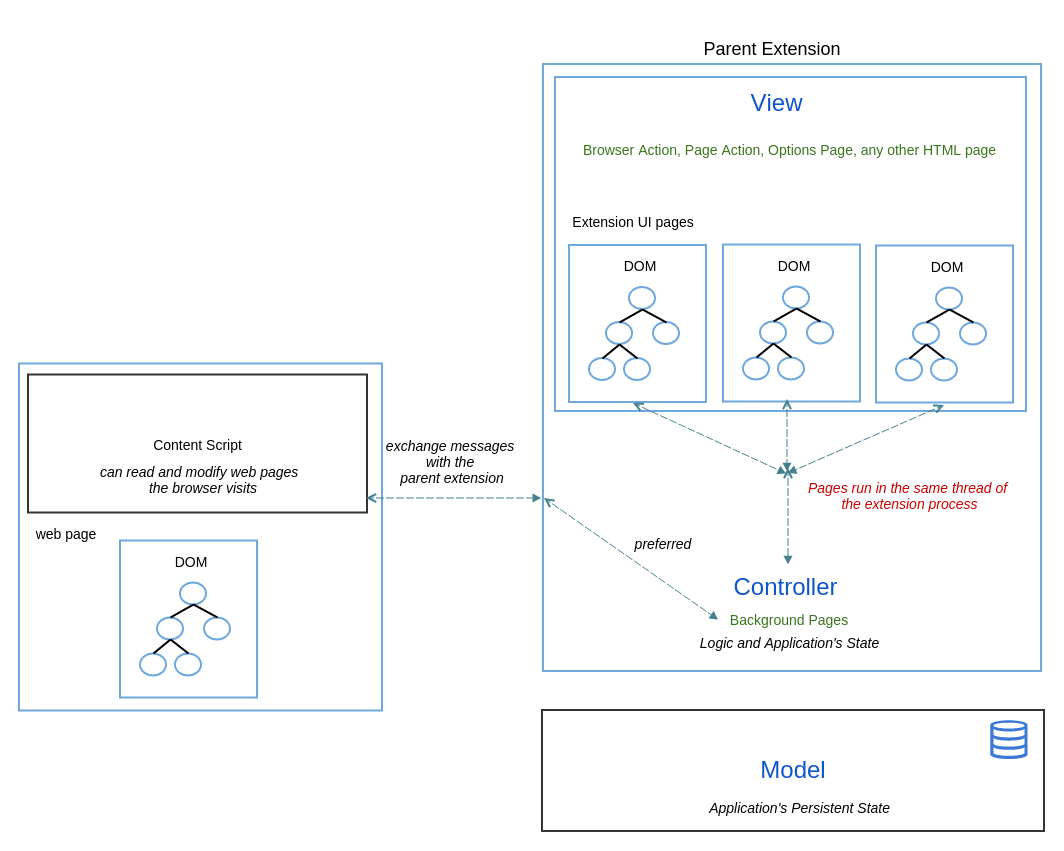 Parent Extension
View
Browser Action, Page Action, Options Page, any other HTML page
Extension UI pages
DOM
DOM
DOM
Content Script
can read and modify web pages
the browser visits
web page
DOM
exchange messages
with the
parent extension
Pages run in the same thread of
the extension process
preferred
Controller
Background Pages
Logic and Application's State
Model
Application's Persistent State